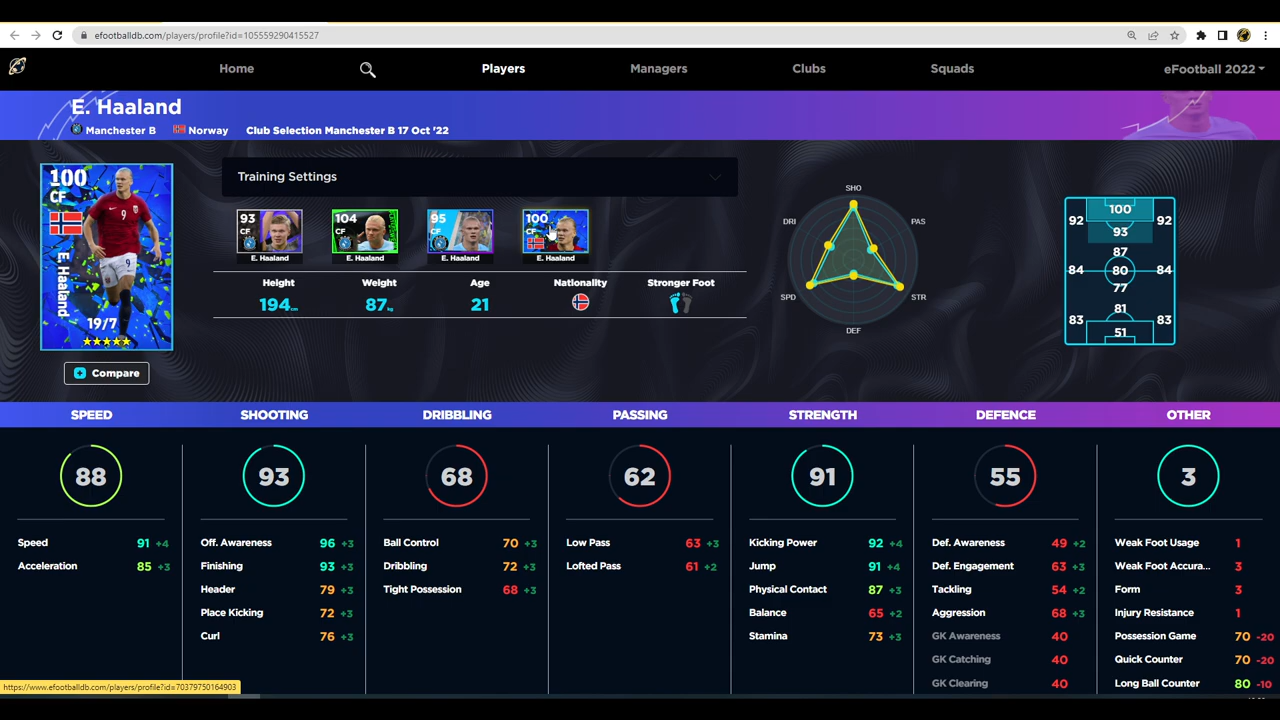 efootballdb.com/players/profile?id=105559290415527
Home
Players
Managers
Clubs
Squads
eFootball 2022
E. Haaland
Manchester B
Norway
Club Selection Manchester B 17 Oct '22
100
CF
E. Haaland
19/7
★★★★★
Compare
Training Settings
93
CF
E. Haaland
104
CF
E. Haaland
95
CF
E. Haaland
100
CF
E. Haaland
Height
194cm
Weight
87kg
Age
21
Nationality
Stronger Foot
SHO
PAS
STR
DEF
SPD
DRI
100
92 93 92
87
84 80 84
77
81
83 51 83
SPEED
88
Speed 91 +4
Acceleration 85 +3
SHOOTING
93
Off. Awareness 96 +3
Finishing 93 +3
Header 79 +3
Place Kicking 72 +3
Curl 76 +3
DRIBBLING
68
Ball Control 70 +3
Dribbling 72 +3
Tight Possession 68 +3
PASSING
62
Low Pass 63 +3
Lofted Pass 61 +2
STRENGTH
91
Kicking Power 92 +4
Jump 91 +4
Physical Contact 87 +3
Balance 65 +2
Stamina 73 +3
DEFENCE
55
Def. Awareness 49 +2
Def. Engagement 63 +3
Tackling 54 +2
Aggression 68 +3
GK Awareness 40
GK Catching 40
GK Clearing 40
OTHER
3
Weak Foot Usage 1
Weak Foot Accura... 3
Form 3
Injury Resistance 1
Possession Game 70 -20
Quick Counter 70 -20
Long Ball Counter 80 -10
https://www.efootballdb.com/players/profile?id=70379750164903